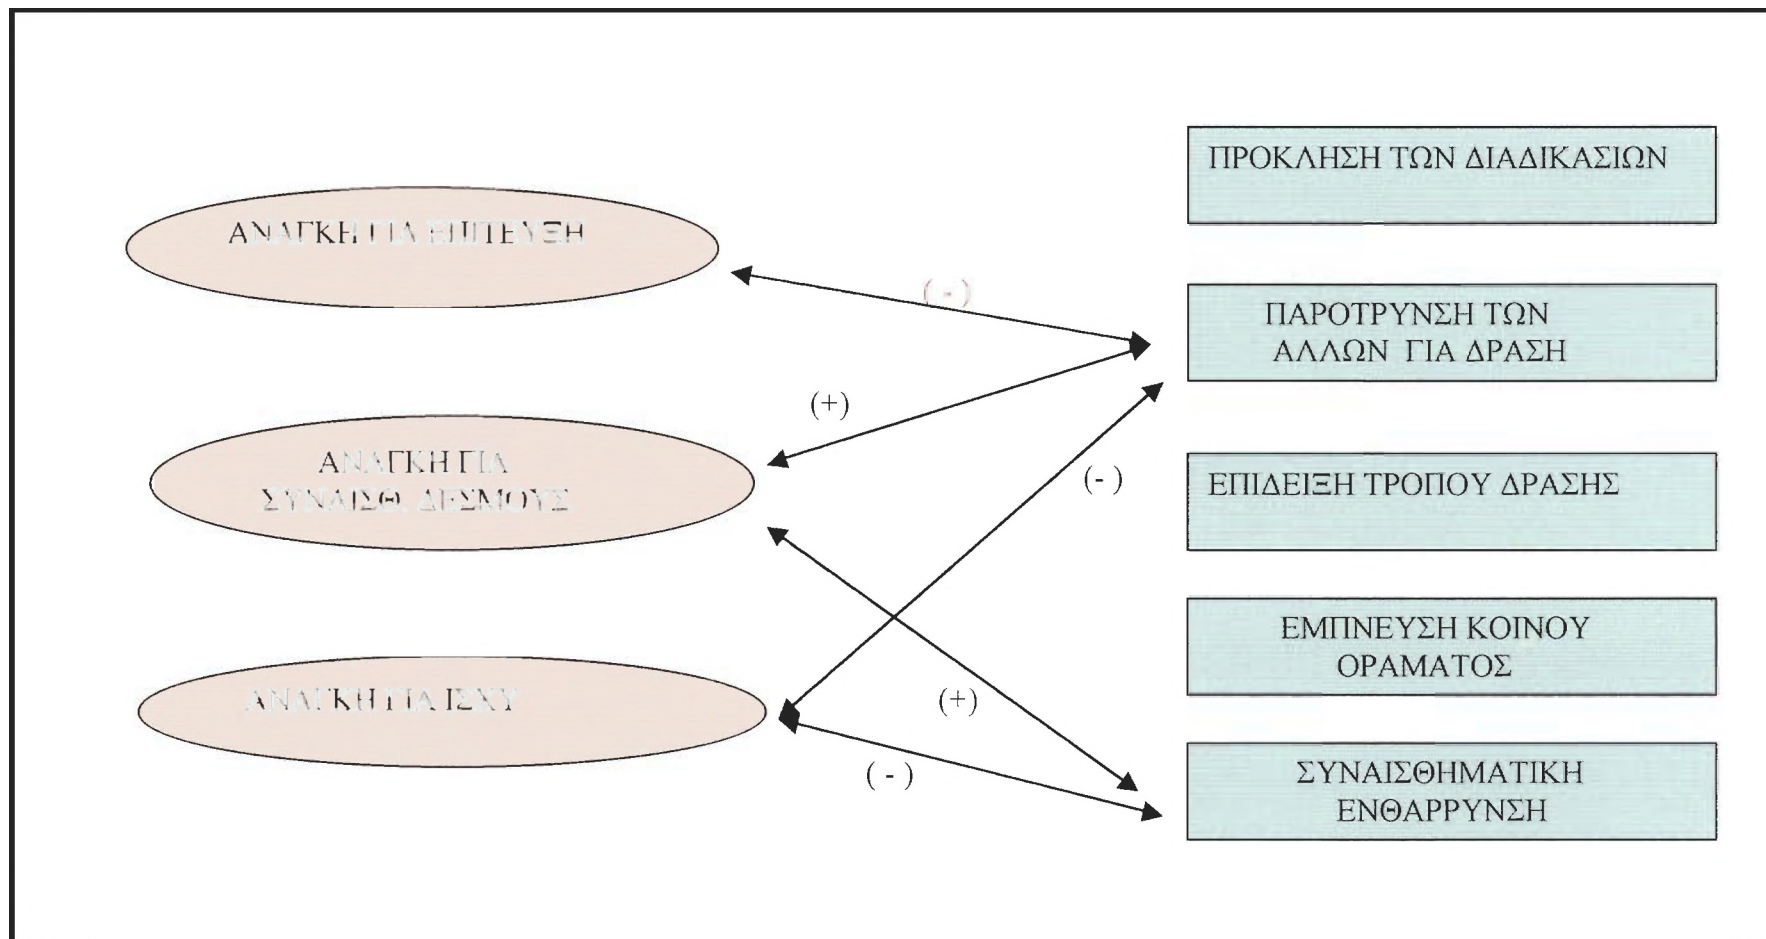 ΑΝΑΓΚΗ ΓΙΑ ΕΠΙΤΕΥΞΗ
ΑΝΑΓΚΗ ΓΙΑ
ΣΥΝΑΙΣΘ. ΔΕΣΜΟΥΣ
ΑΝΑΓΚΗ ΓΙΑ ΙΣΧΥ
( - )
(+)
( - )
(+)
( - )
ΠΡΟΚΛΗΣΗ ΤΩΝ ΔΙΑΔΙΚΑΣΙΩΝ
ΠΑΡΟΤΡΥΝΣΗ ΤΩΝ
ΑΛΛΩΝ ΓΙΑ ΔΡΑΣΗ
ΕΠΙΔΕΙΞΗ ΤΡΟΠΟΥ ΔΡΑΣΗΣ
ΕΜΠΝΕΥΣΗ ΚΟΙΝΟΥ
ΟΡΑΜΑΤΟΣ
ΣΥΝΑΙΣΘΗΜΑΤΙΚΗ
ΕΝΘΑΡΡΥΝΣΗ